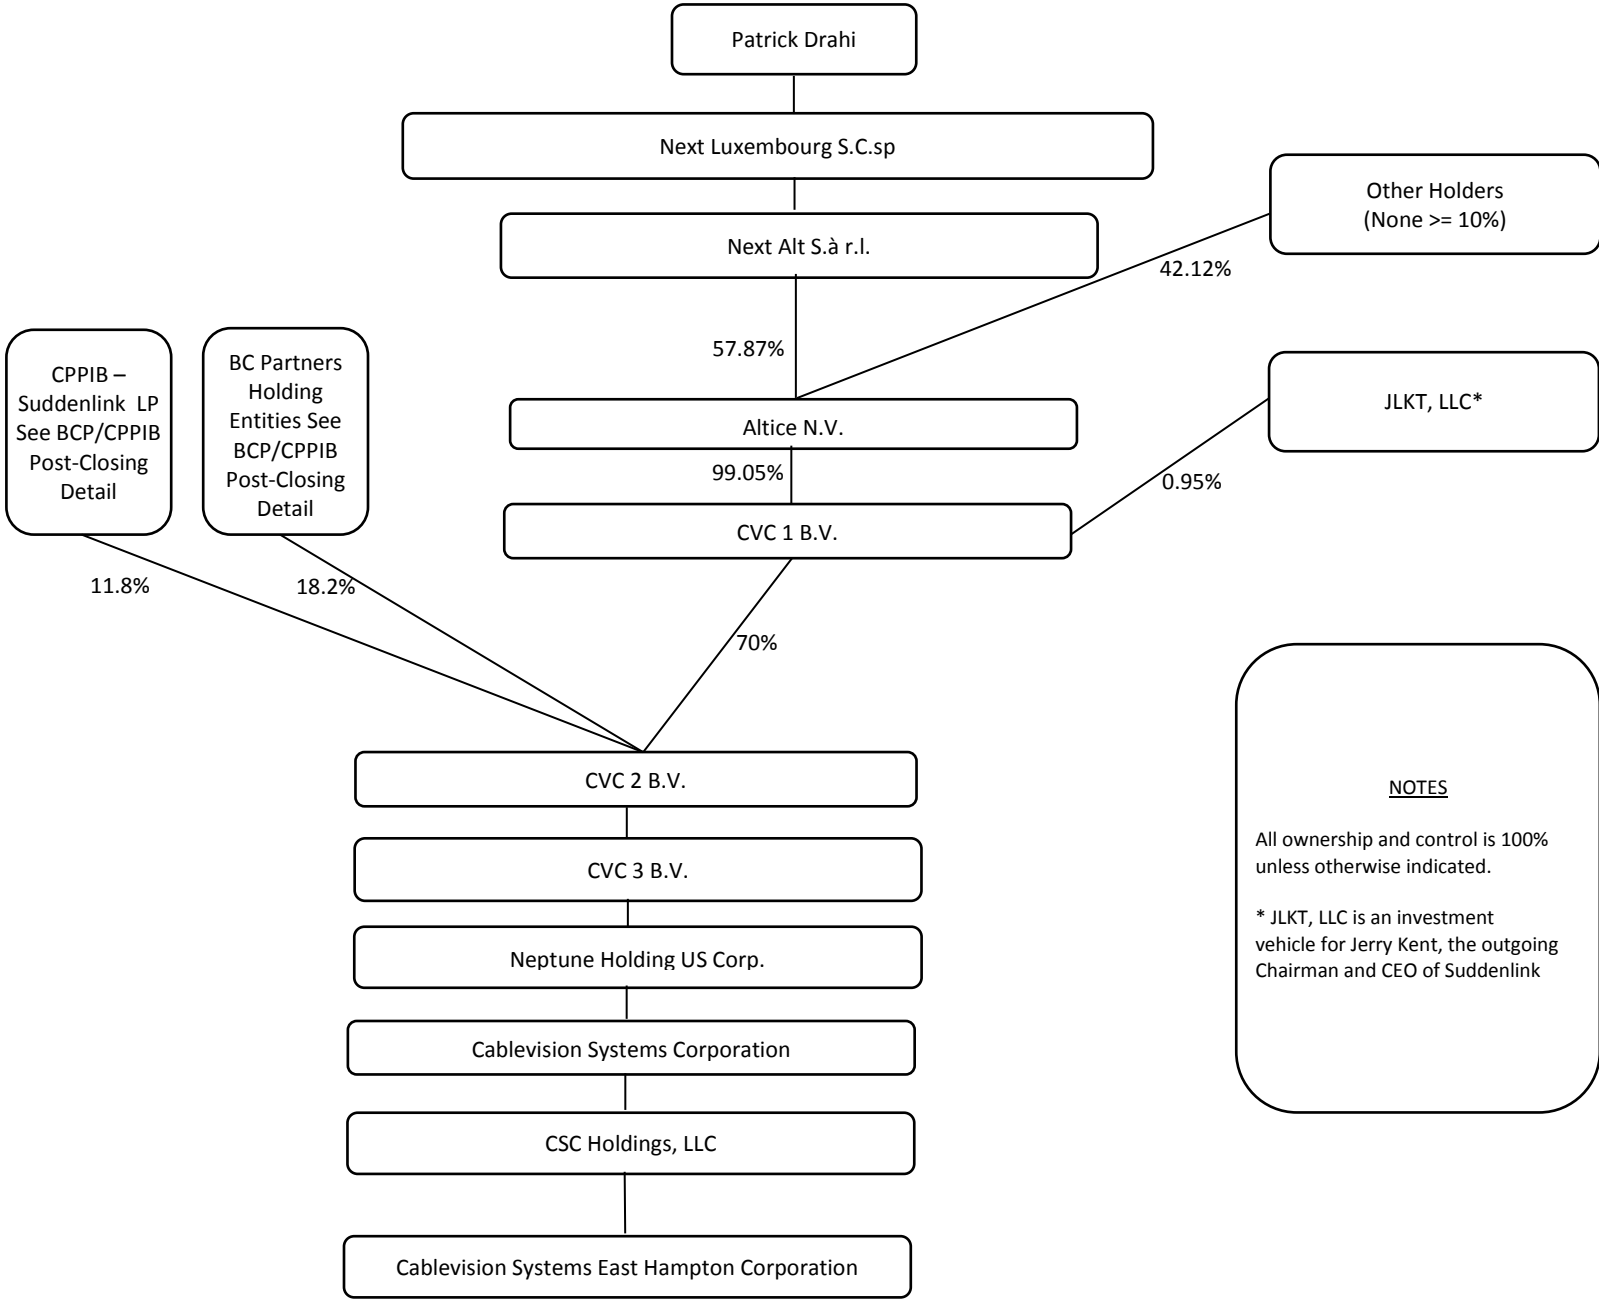 Patrick Drahi
Next Luxembourg S.C.sp
Other Holders
(None >= 10%)
Next Alt S.à r.l.
42.12%
57.87%
CPPIB –
Suddenlink  LP
See BCP/CPPIB
Post-Closing
Detail
BC Partners
Holding
Entities See
BCP/CPPIB
Post-Closing
Detail
JLKT, LLC*
Altice N.V.
99.05%
0.95%
CVC 1 B.V.
11.8%
18.2%
70%
CVC 2 B.V.
CVC 3 B.V.
Neptune Holding US Corp.
Cablevision Systems Corporation
CSC Holdings, LLC
Cablevision Systems East Hampton Corporation
NOTES
All ownership and control is 100%
unless otherwise indicated.
* JLKT, LLC is an investment
vehicle for Jerry Kent, the outgoing
Chairman and CEO of Suddenlink